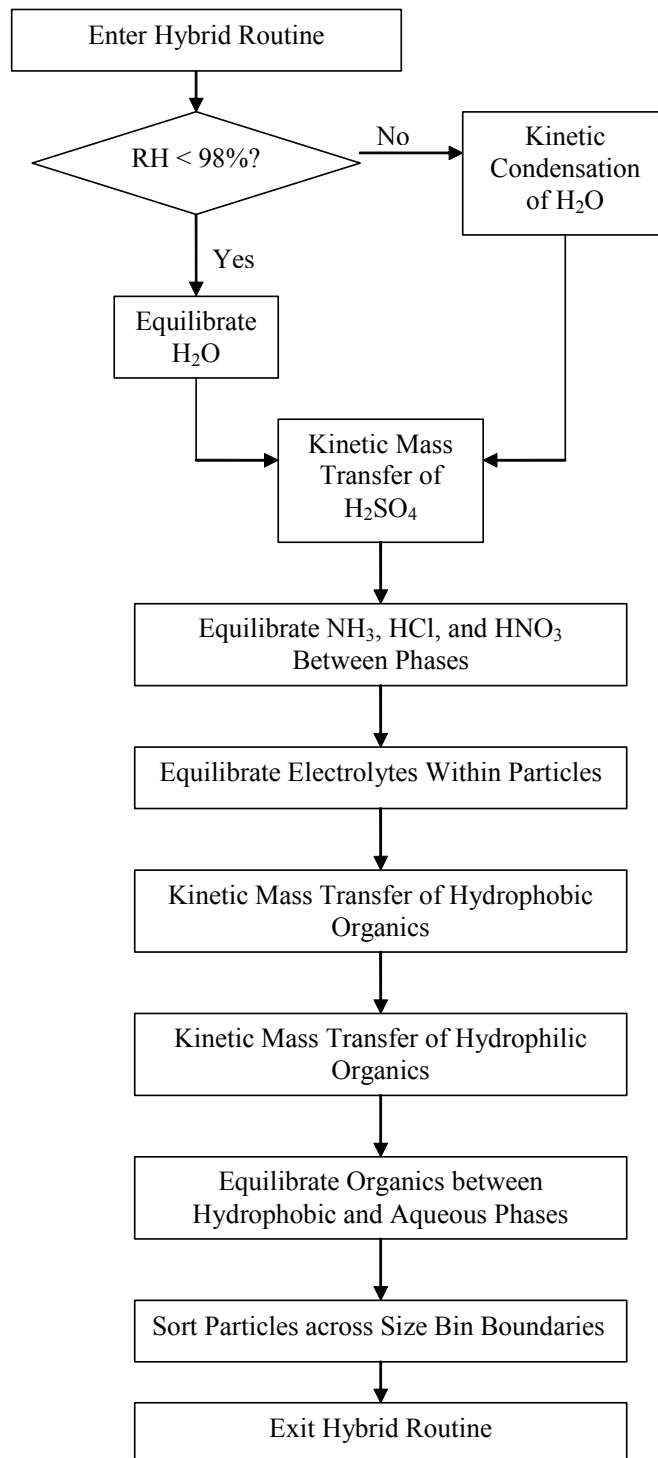 Enter Hybrid Routine
RH < 98%?
No
Kinetic
Condensation
of H₂O
Yes
Equilibrate
H₂O
Kinetic Mass
Transfer of
H₂SO₄
Equilibrate NH₃, HCl, and HNO₃
Between Phases
Equilibrate Electrolytes Within Particles
Kinetic Mass Transfer of Hydrophobic
Organics
Kinetic Mass Transfer of Hydrophilic
Organics
Equilibrate Organics between
Hydrophobic and Aqueous Phases
Sort Particles across Size Bin Boundaries
Exit Hybrid Routine